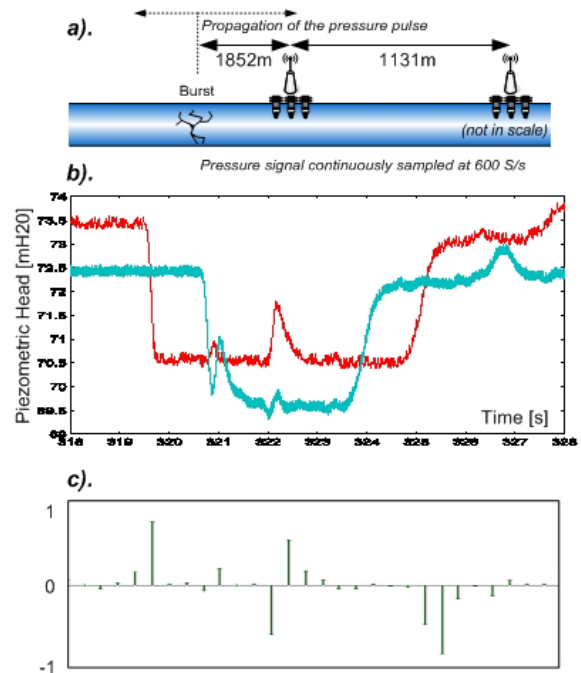 a).
Propagation of the pressure pulse
1852m
1131m
Burst
(not in scale)
Pressure signal continuously sampled at 600 S/s
b).
Piezometric Head [mH20]
74
73.5
73
72.5
72
71
70.5
70
69.5
69
Time [s]
318 319 320 321 322 323 324 325 326 327 328
c).
1
0
-1